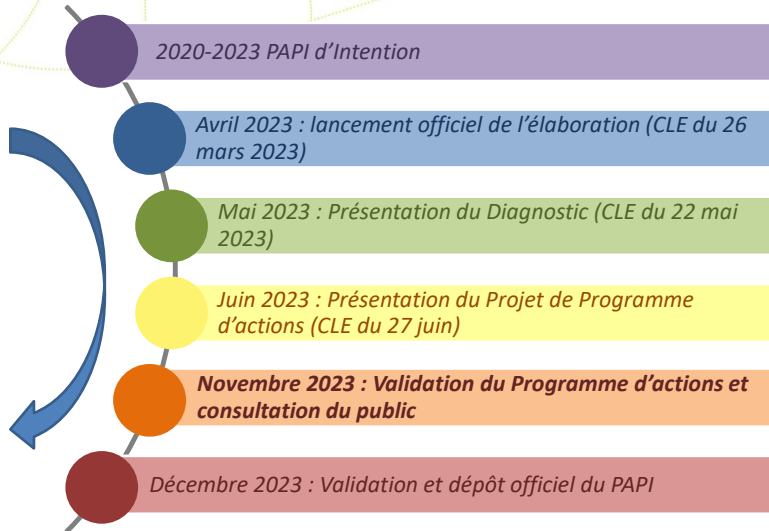 2020-2023 PAPI d’Intention
Avril 2023 : lancement officiel de l’élaboration (CLE du 26
mars 2023)
Mai 2023 : Présentation du Diagnostic (CLE du 22 mai
2023)
Juin 2023 : Présentation du Projet de Programme
d’actions (CLE du 27 juin)
Novembre 2023 : Validation du Programme d’actions et
consultation du public
Décembre 2023 : Validation et dépôt officiel du PAPI